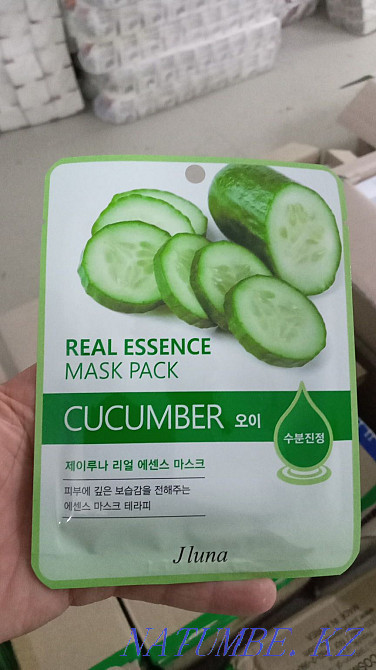 REAL ESSENCE
MASK PACK
CUCUMBER 오이
수분진정
제이루나 리얼 에센스 마스크
피부에 깊은 보습감을 전해주는
에센스 마스크 테라피
J luna
NATUMBE. KZ